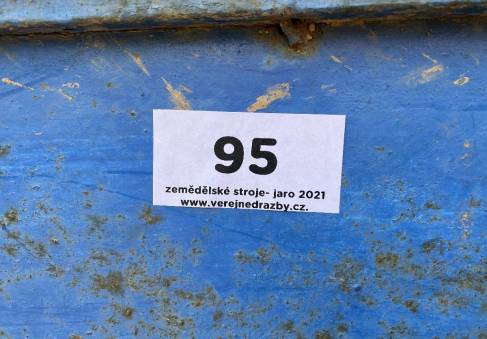 95
zemědělské stroje- jaro 2021
www.verejnedrazby.cz.